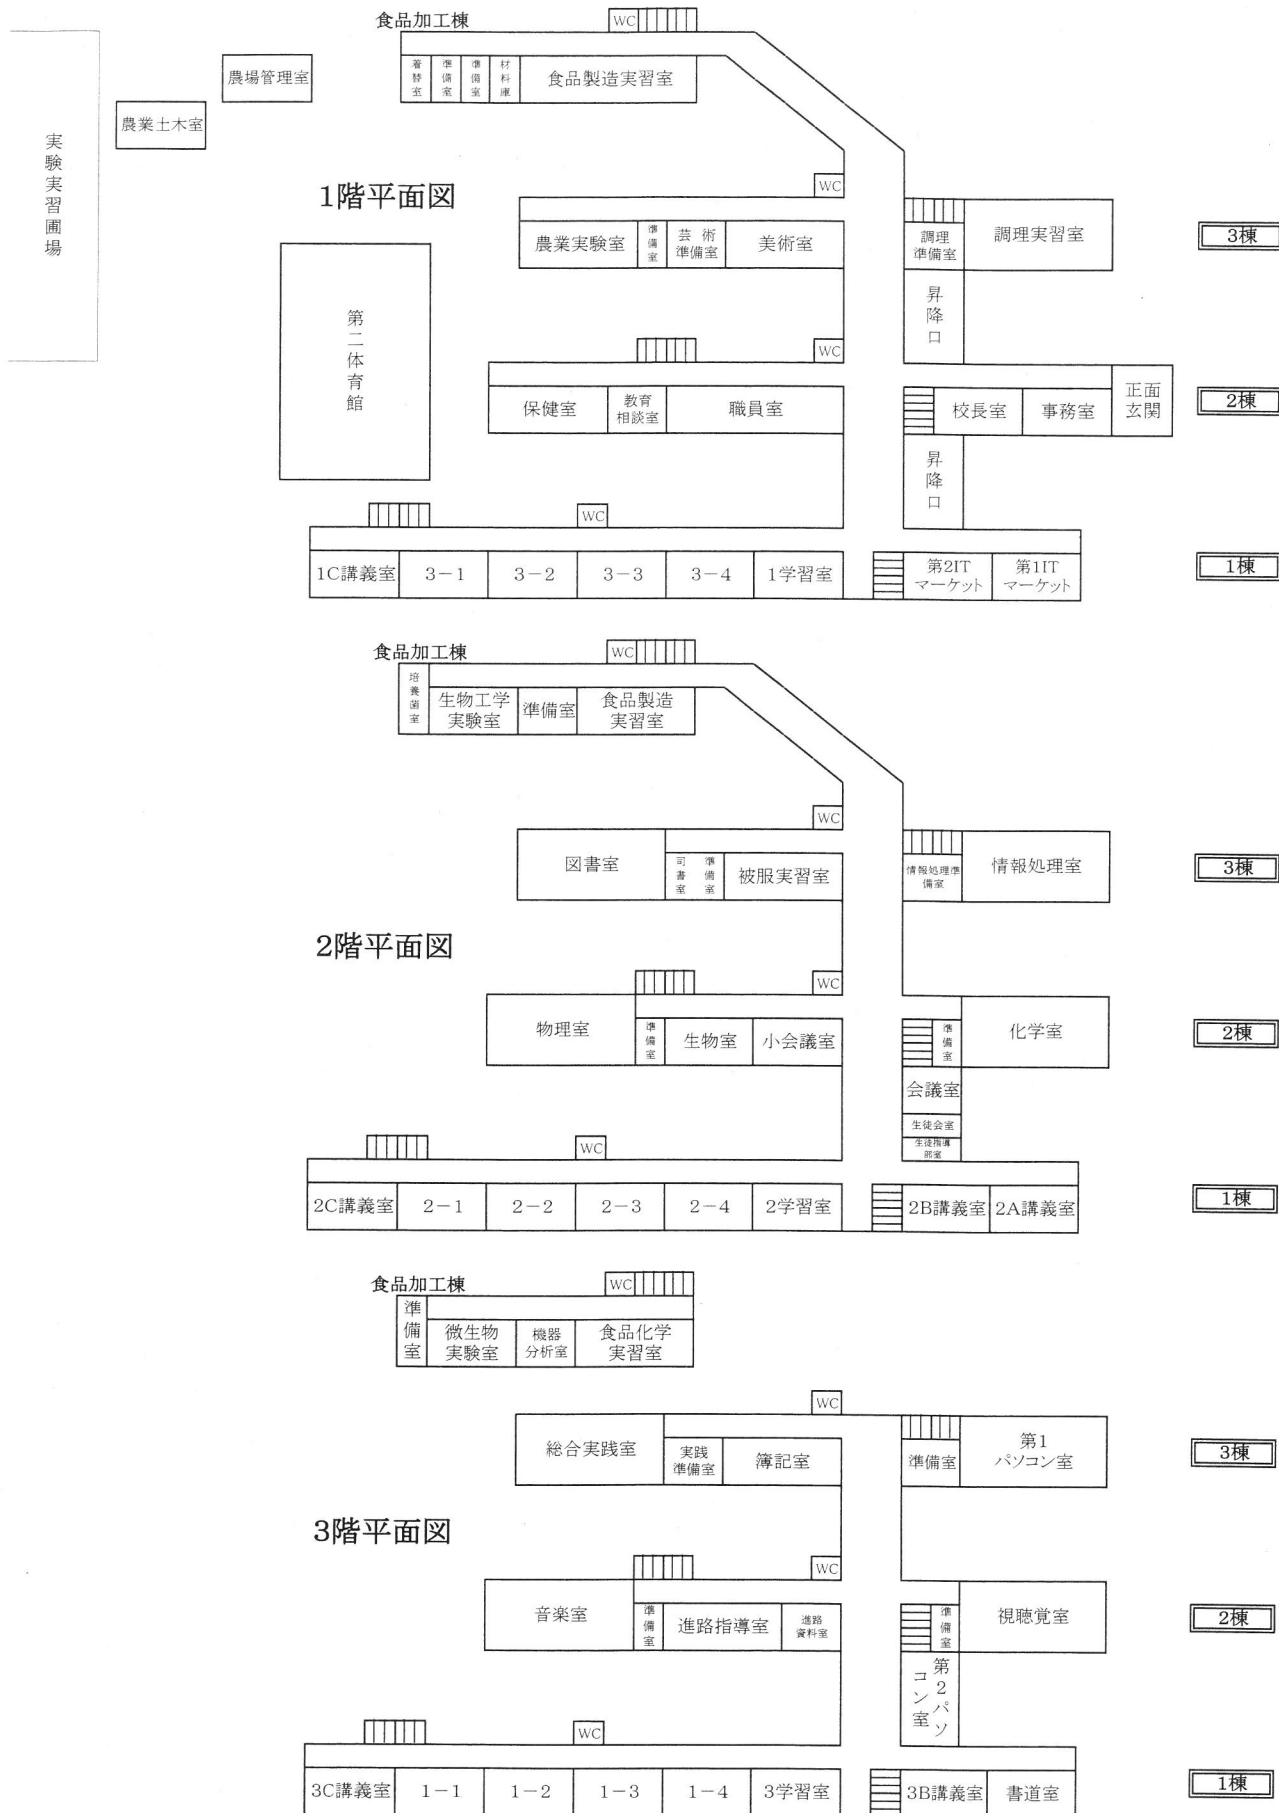 食品加工棟
WC
農場管理室
着替室
準備室
準備室
材料庫
食品製造実習室
農業土木室
実験実習圃場
1階平面図
WC
農業実験室
準備室
芸術
準備室
美術室
調理
準備室
調理実習室
3棟
昇降口
第二体育館
WC
保健室
教育
相談室
職員室
校長室
事務室
正面
玄関
2棟
昇降口
WC
1C講義室
3-1
3-2
3-3
3-4
1学習室
第2IT
マーケット
第1IT
マーケット
1棟
食品加工棟
WC
培養菌室
生物工学
実験室
準備室
食品製造
実習室
WC
図書室
司書室
準備室
被服実習室
情報処理準
備室
情報処理室
3棟
2階平面図
WC
物理室
準備室
生物室
小会議室
準備室
化学室
2棟
会議室
生徒会室
生徒指導
部室
WC
2C講義室
2-1
2-2
2-3
2-4
2学習室
2B講義室
2A講義室
1棟
食品加工棟
WC
準備室
微生物
実験室
機器
分析室
食品化学
実習室
WC
総合実践室
実践
準備室
簿記室
準備室
第1
パソコン室
3棟
3階平面図
WC
音楽室
準備室
進路指導室
進路
資料室
準備室
視聴覚室
2棟
第2パソ
コン室
WC
3C講義室
1-1
1-2
1-3
1-4
3学習室
3B講義室
書道室
1棟